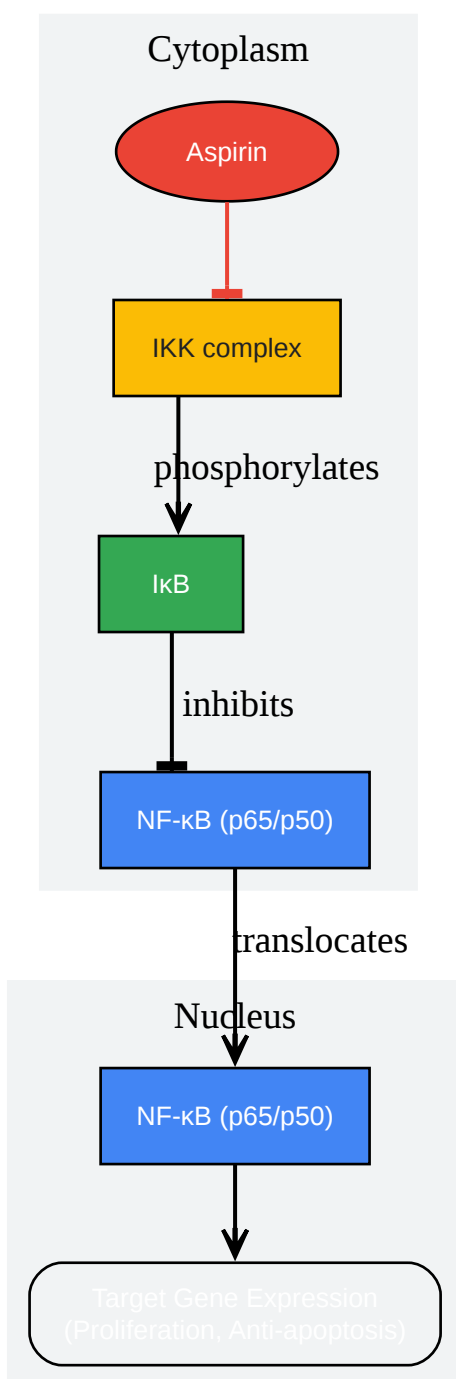 Cytoplasm
Aspirin
IKK complex
phosphorylates
IκB
inhibits
NF-κB (p65/p50)
translocates
Nucleus
NF-κB (p65/p50)
Target Gene Expression
(Proliferation, Anti-apoptosis)